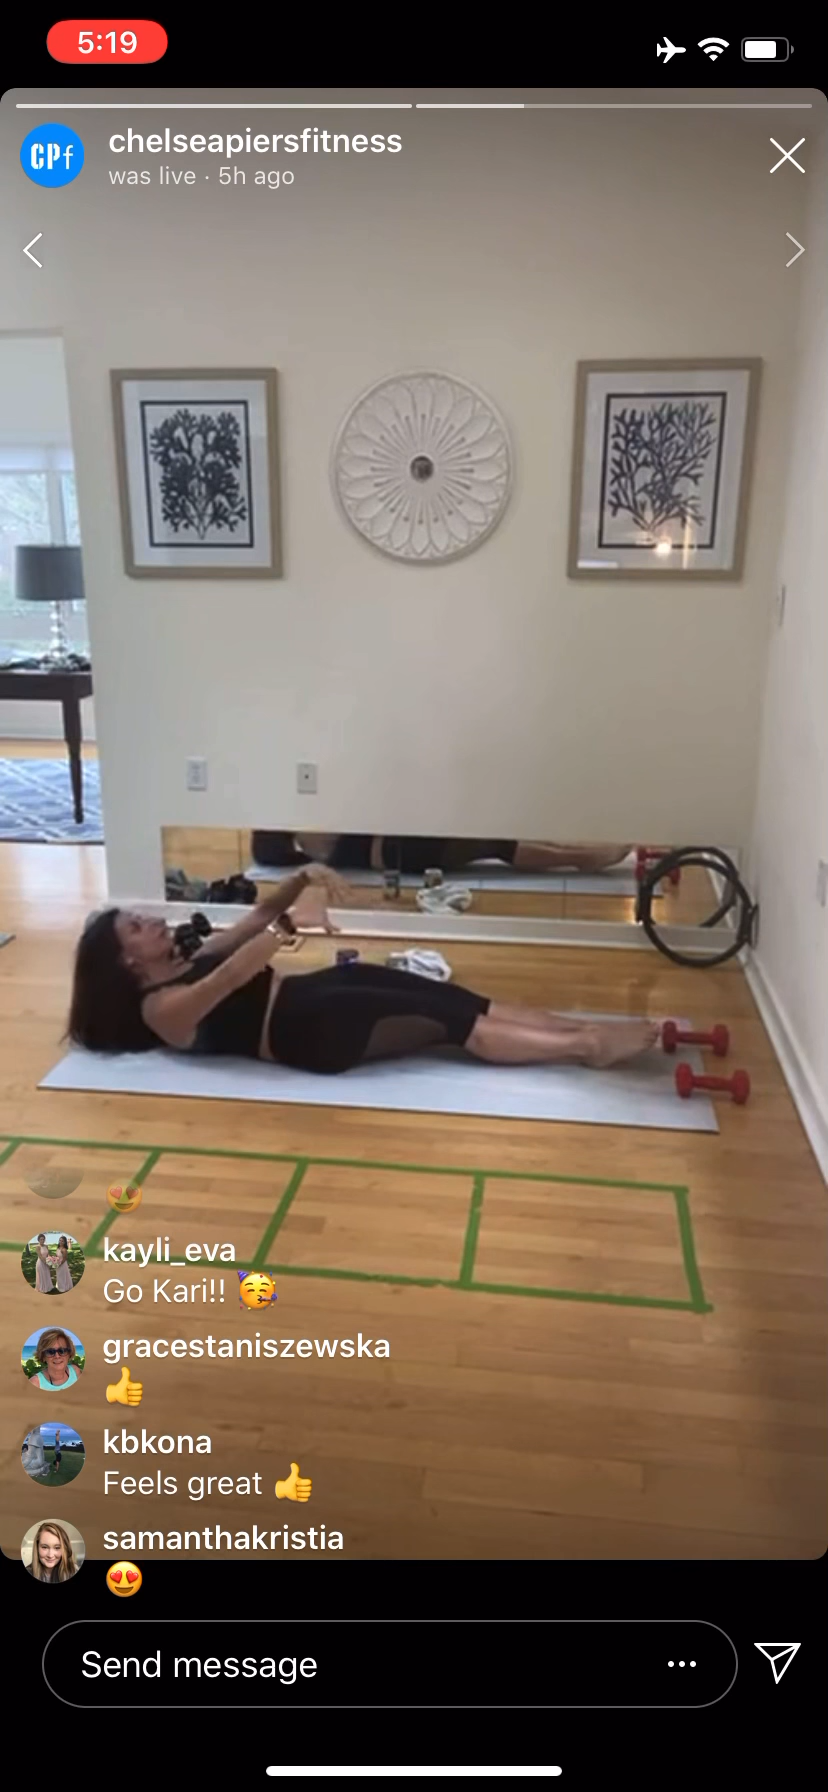 5:19
CPf
chelseapiersfitness
was live · 5h ago
😍
kayli_eva
Go Kari!! 🥳
gracestaniszewska
👍
kbkona
Feels great 👍
samanthakristia
😍
Send message